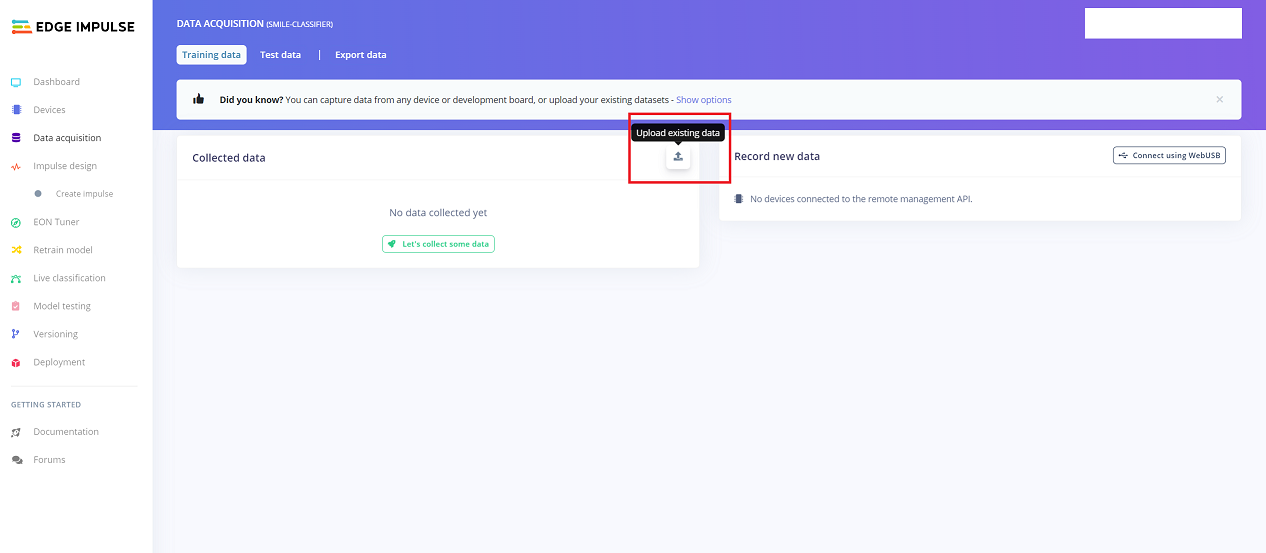 EDGE IMPULSE
Dashboard
Devices
Data acquisition
Impulse design
Create impulse
EON Tuner
Retrain model
Live classification
Model testing
Versioning
Deployment
GETTING STARTED
Documentation
Forums
DATA ACQUISITION (SMILE-CLASSIFIER)
Training data Test data | Export data
Did you know? You can capture data from any device or development board, or upload your existing datasets - Show options
×
Upload existing data
Collected data
No data collected yet
Let's collect some data
Record new data
Connect using WebUSB
No devices connected to the remote management API.